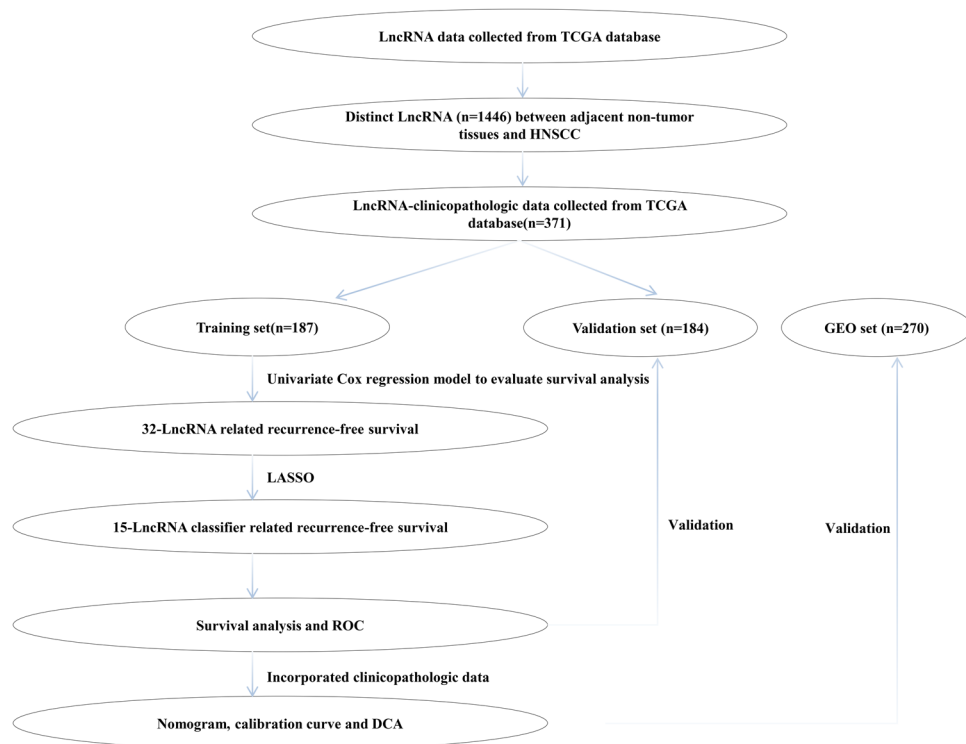 LncRNA data collected from TCGA database
Distinct LncRNA (n=1446) between adjacent non-tumor
tissues and HNSCC
LncRNA-clinicopathologic data collected from TCGA
database(n=371)
Training set(n=187)
Validation set (n=184)
GEO set (n=270)
Univariate Cox regression model to evaluate survival analysis
32-LncRNA related recurrence-free survival
LASSO
15-LncRNA classifier related recurrence-free survival
Validation
Validation
Survival analysis and ROC
Incorporated clinicopathologic data
Nomogram, calibration curve and DCA